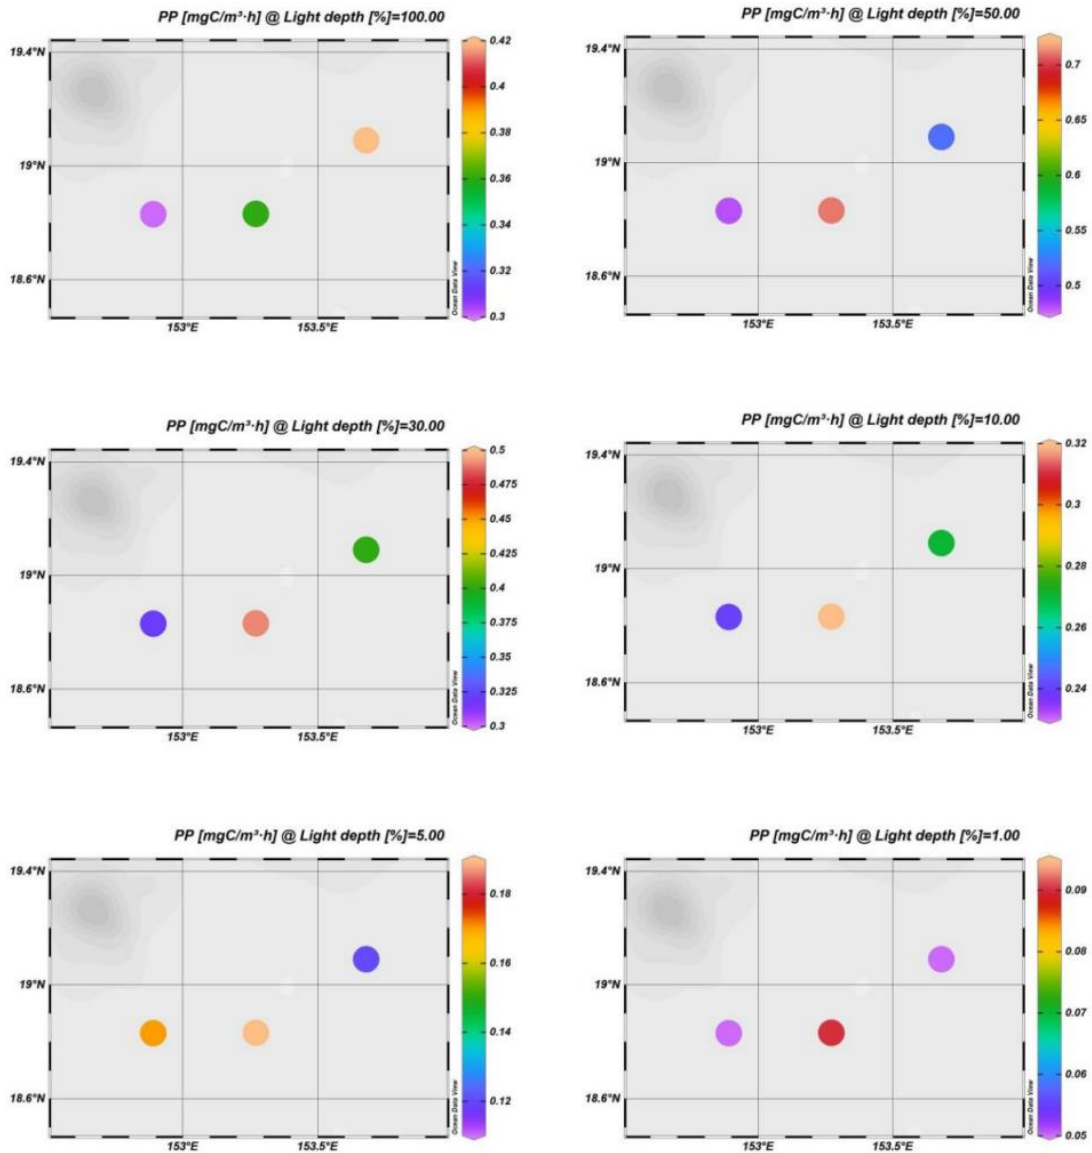 PP [mgC/m³·h] @ Light depth [%]=100.00
19.4°N
19°N
18.6°N
153°E
153.5°E
0.42
0.4
0.38
0.36
0.34
0.32
0.3
Ocean Data View
PP [mgC/m³·h] @ Light depth [%]=50.00
19.4°N
19°N
18.6°N
153°E
153.5°E
0.7
0.65
0.6
0.55
0.5
Ocean Data View
PP [mgC/m³·h] @ Light depth [%]=30.00
19.4°N
19°N
18.6°N
153°E
153.5°E
0.5
0.475
0.45
0.425
0.4
0.375
0.35
0.325
0.3
Ocean Data View
PP [mgC/m³·h] @ Light depth [%]=10.00
19.4°N
19°N
18.6°N
153°E
153.5°E
0.32
0.3
0.28
0.26
0.24
Ocean Data View
PP [mgC/m³·h] @ Light depth [%]=5.00
19.4°N
19°N
18.6°N
153°E
153.5°E
0.18
0.16
0.14
0.12
Ocean Data View
PP [mgC/m³·h] @ Light depth [%]=1.00
19.4°N
19°N
18.6°N
153°E
153.5°E
0.09
0.08
0.07
0.06
0.05
Ocean Data View